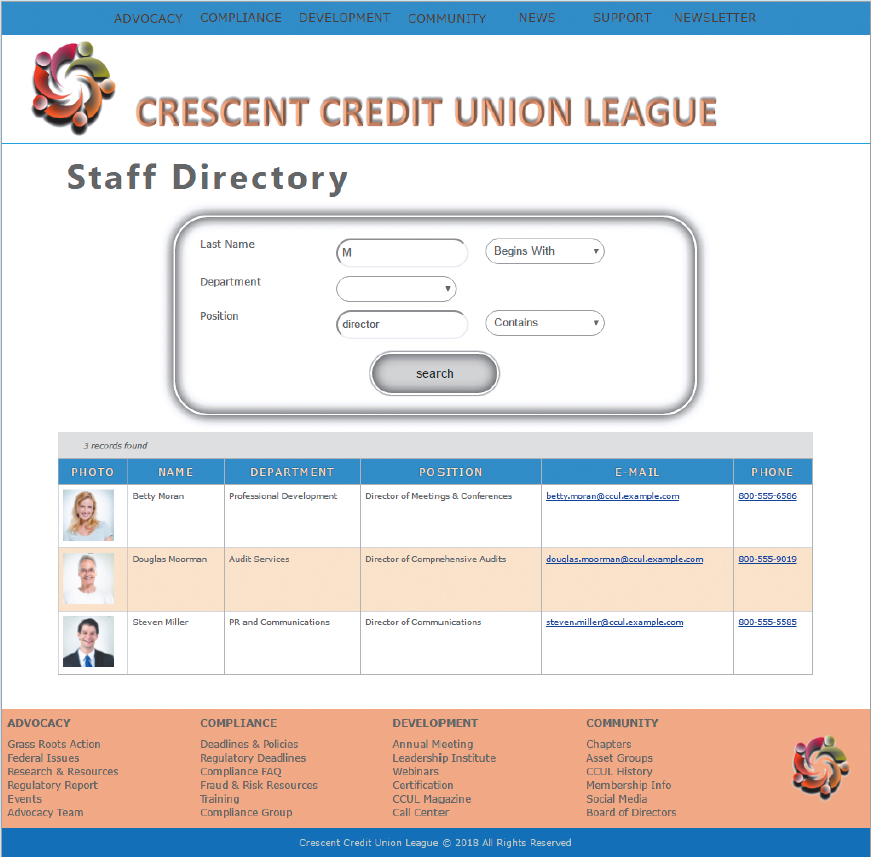 ADVOCACY COMPLIANCE DEVELOPMENT COMMUNITY NEWS SUPPORT NEWSLETTER
CRESCENT CREDIT UNION LEAGUE
Staff Directory
Last Name M Begins With
Department
Position director Contains
search
3 records found
PHOTO NAME DEPARTMENT POSITION E-MAIL PHONE
Betty Moran Professional Development Director of Meetings & Conferences betty.moran@ccul.example.com 800-555-6586
Douglas Moorman Audit Services Director of Comprehensive Audits douglas.moorman@ccul.example.com 800-555-9019
Steven Miller PR and Communications Director of Communications steven.miller@ccul.example.com 800-555-5585
ADVOCACY COMPLIANCE DEVELOPMENT COMMUNITY
Grass Roots Action Deadlines & Policies Annual Meeting Chapters
Federal Issues Regulatory Deadlines Leadership Institute Asset Groups
Research & Resources Compliance FAQ Webinars CCUL History
Regulatory Report Fraud & Risk Resources Certification Membership Info
Events Training CCUL Magazine Social Media
Advocacy Team Compliance Group Call Center Board of Directors
Crescent Credit Union League © 2018 All Rights Reserved